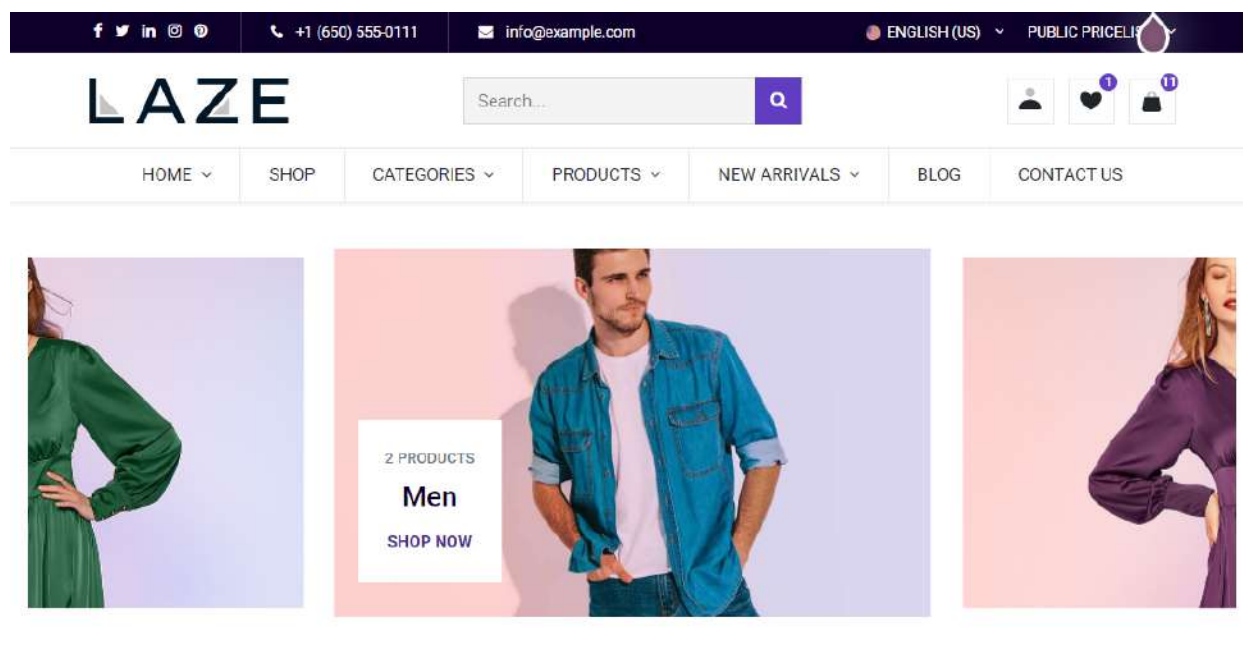 +1 (650) 555-0111
info@example.com
ENGLISH (US)
PUBLIC
LAZE
Search...
1
11
HOME
SHOP
CATEGORIES
PRODUCTS
NEW ARRIVALS
BLOG
CONTACT US
2 PRODUCTS
Men
SHOP NOW